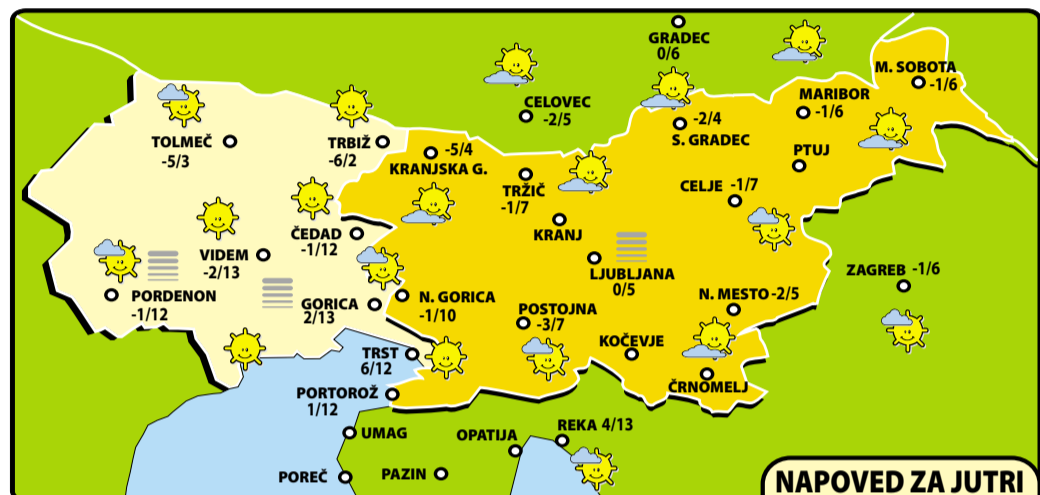 GRADEC
0/6
M. SOBOTA
-1/6
CELOVEC
-2/5
MARIBOR
-1/6
-2/4
S. GRADEC
TOLMEČ
-5/3
TRBIŽ
-6/2
-5/4
KRANJSKA G.
PTUJ
TRŽIČ
-1/7
CELJE -1/7
KRANJ
ČEDAD
-1/12
VIDEM
-2/13
LJUBLJANA
0/5
ZAGREB -1/6
PORDENON
-1/12
GORICA
2/13
N. GORICA
-1/10
N. MESTO -2/5
POSTOJNA
-3/7
KOČEVJE
TRST
6/12
ČRNOMELJ
PORTOROŽ
1/12
UMAG
OPATIJA
REKA 4/13
POREČ
PAZIN
NAPOVED ZA JUTRI